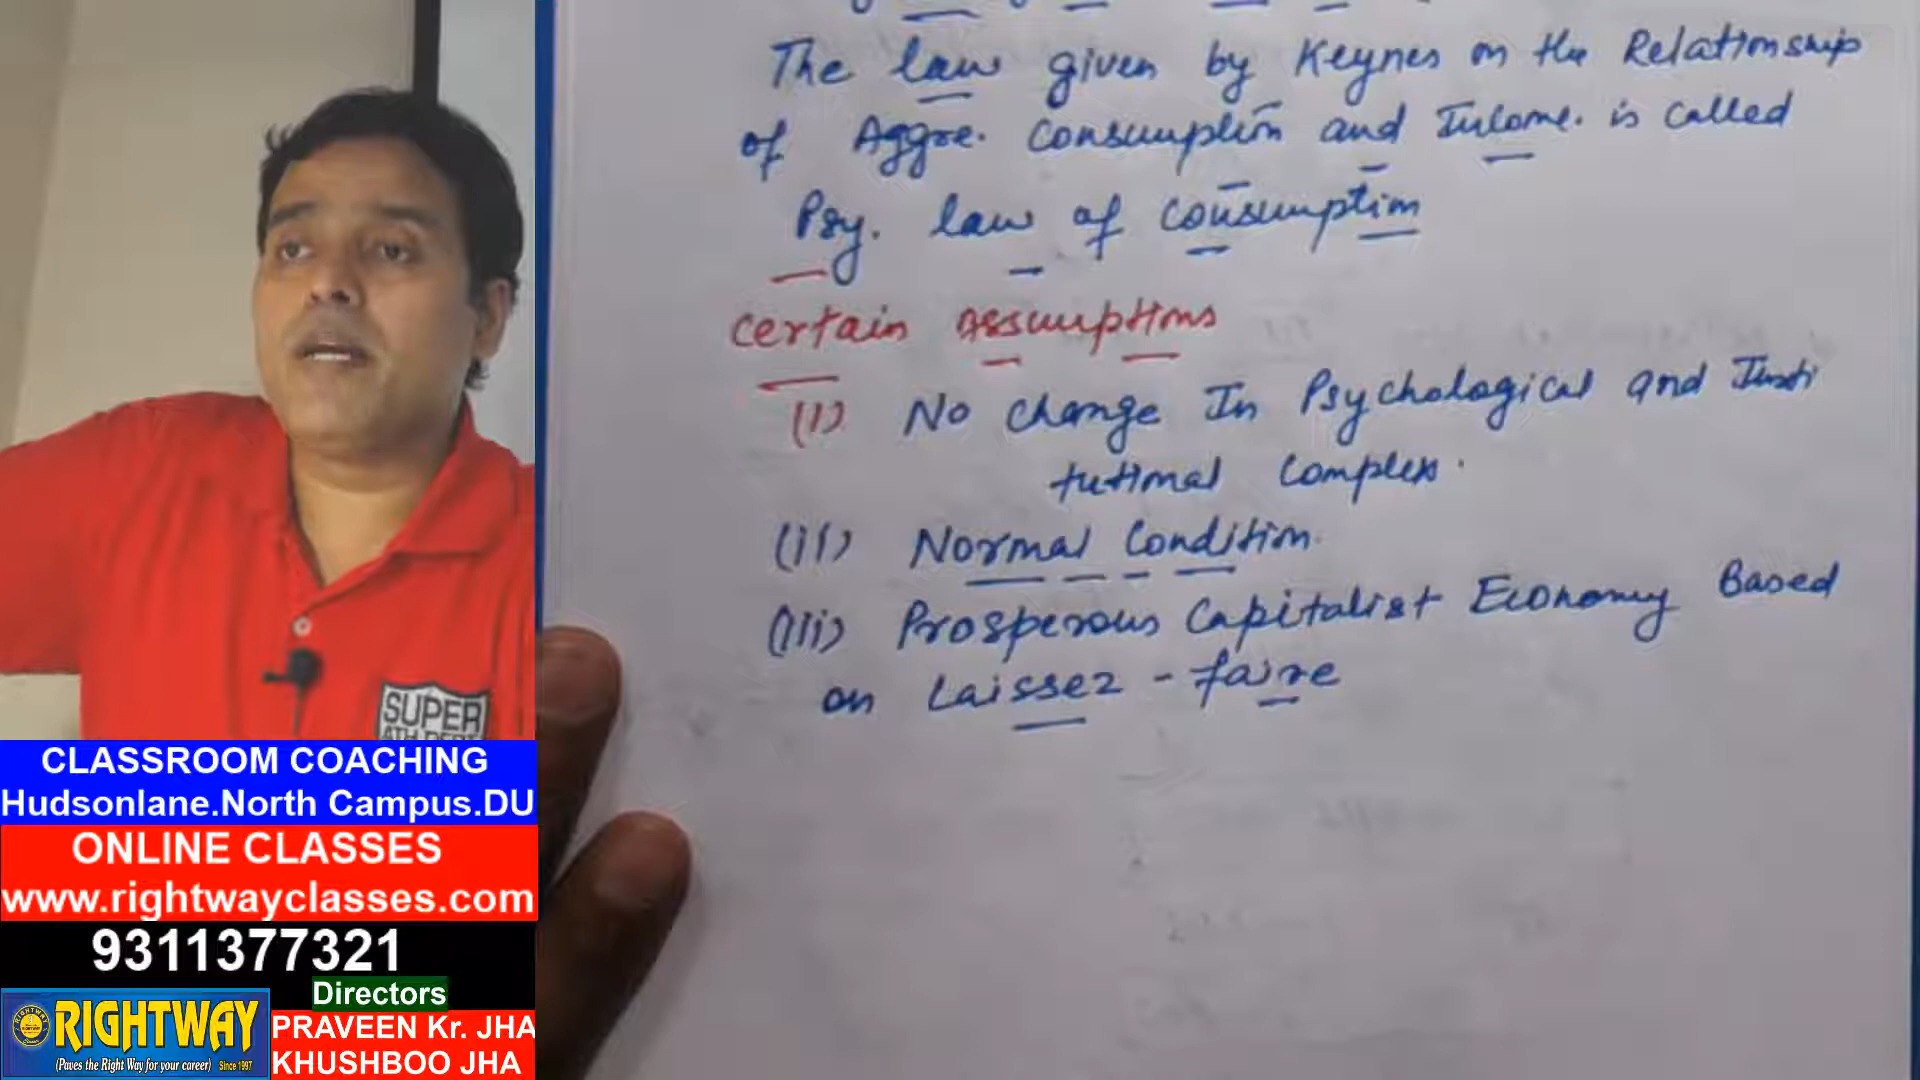 The law given by Keynes on the Relationship
of Aggre. Consumption and Income. is called
Psy. law of Consumption
Certain Assumptions
(i) No change In Psychological and Insti
tutional Complex.
(ii) Normal Condition.
(iii) Prosperous Capitalist Economy Based
on Laissez - faire
SUPER
CLASSROOM COACHING
Hudsonlane.North Campus.DU
ONLINE CLASSES
www.rightwayclasses.com
9311377321
Directors
RIGHTWAY
(Paves the Right Way for your career) Since 1997
PRAVEEN Kr. JHA
KHUSHBOO JHA